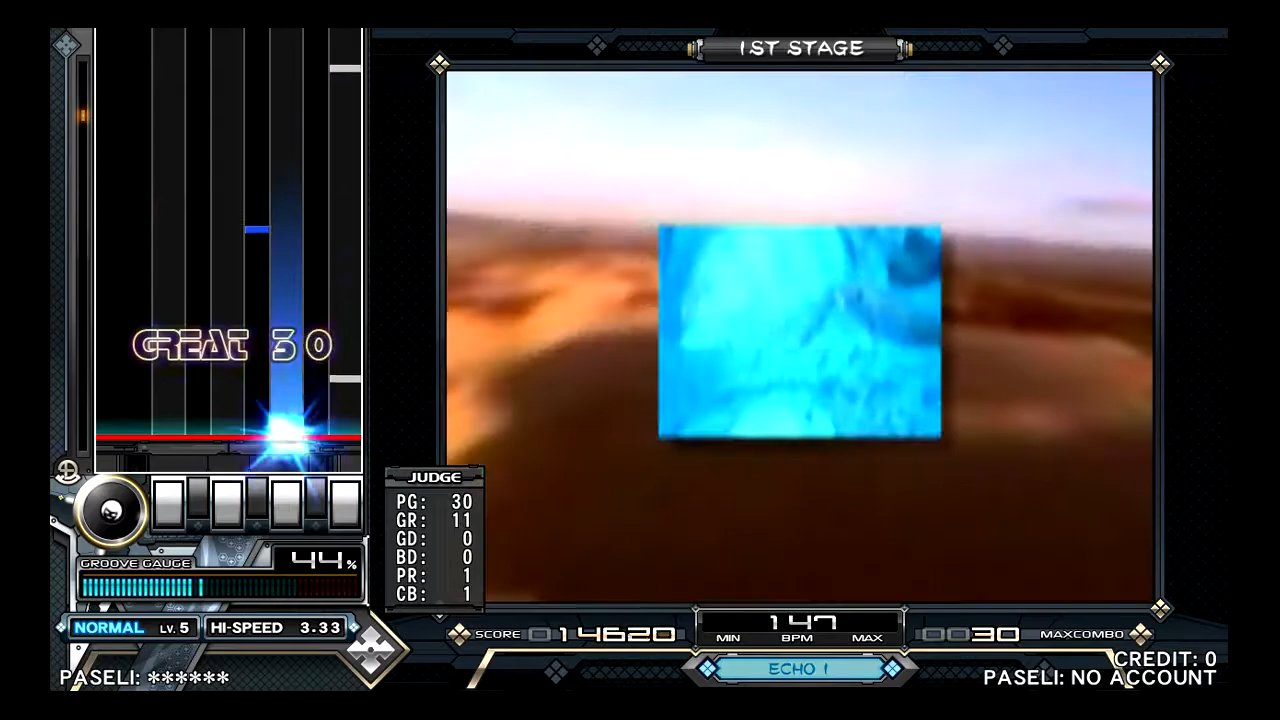 1ST STAGE
GREAT 30
JUDGE
PG: 30
GR: 11
GD: 0
BD: 0
PR: 1
CB: 1
44%
GROOVE GAUGE
NORMAL LV. 5 HI-SPEED 3.33
SCORE 014620
147
MIN BPM MAX
0030 MAXCOMBO
ECHO 1
PASELI: ******
CREDIT: 0
PASELI: NO ACCOUNT